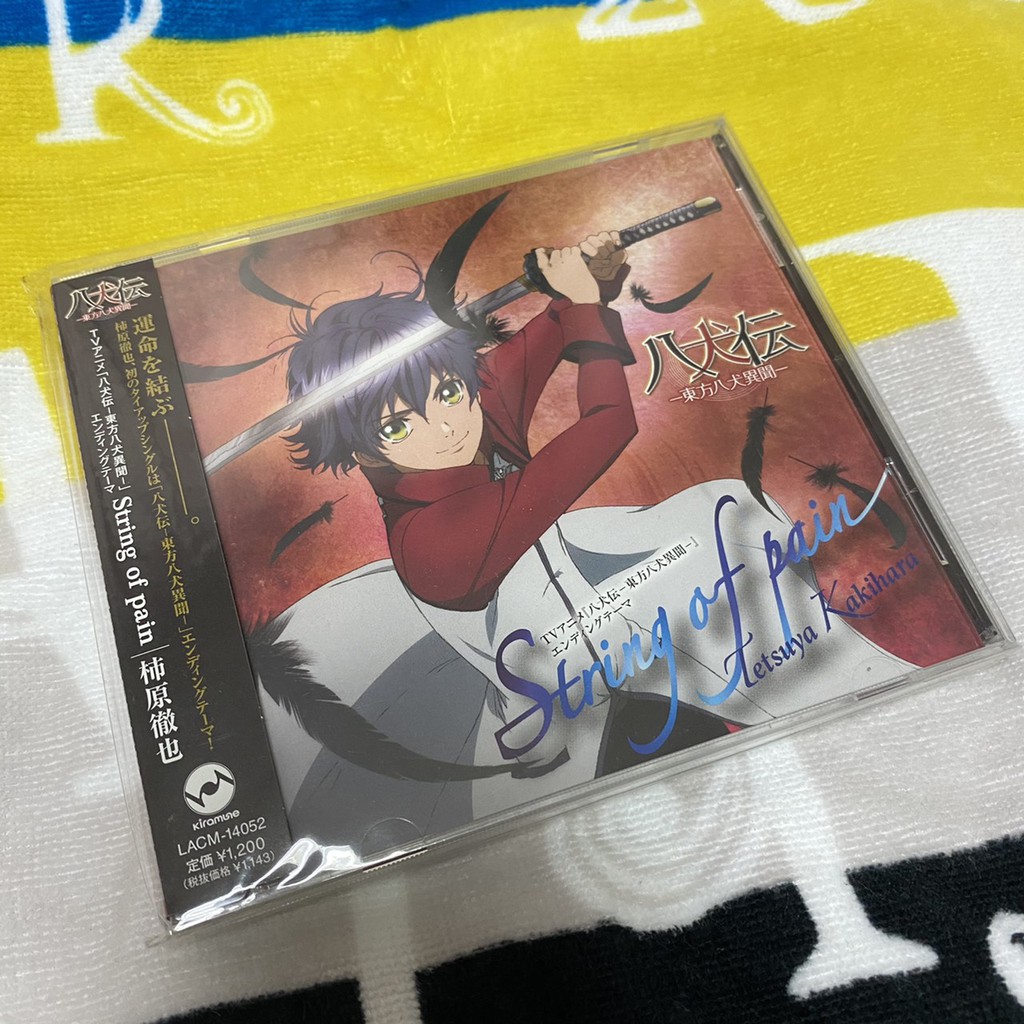 八犬伝
―東方八犬異聞―
運命を結ぶ――。
柿原徹也、初のタイアップシングルは「八犬伝―東方八犬異聞―」エンディングテーマ!
TVアニメ「八犬伝―東方八犬異聞―」
エンディングテーマ
String of pain
柿原徹也
kiramune
LACM-14052
定価 ¥1,200
(税抜価格 ¥1,143)
八犬伝
―東方八犬異聞―
TVアニメ『八犬伝―東方八犬異聞―』
エンディングテーマ
String of pain
Tetsuya Kakihara
R